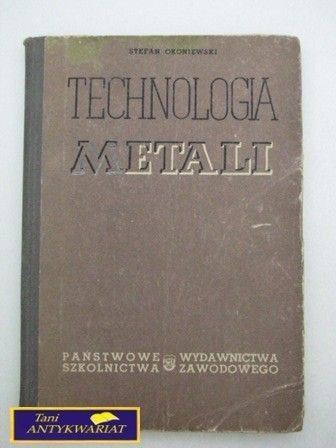 STEFAN OKONIEWSKI
TECHNOLOGIA
METALI
PAŃSTWOWE WYDAWNICTWA
SZKOLNICTWA ZAWODOWEGO
Tani
ANTYKWARIAT